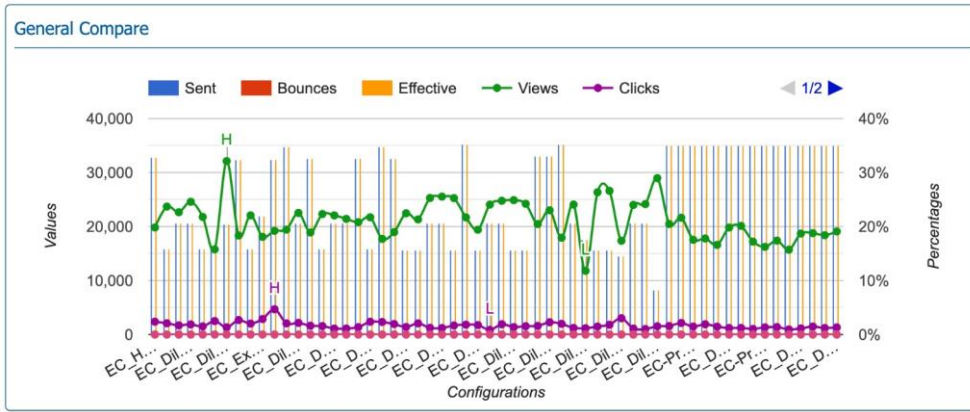 General Compare
Sent Bounces Effective Views Clicks 1/2
40,000 40%
30,000 30%
20,000 20%
10,000 10%
0 0%
Values
Percentages
H
L
H
L
EC_H... EC_Dil... EC_Dil... EC_Ex... EC_Dil... EC_D... EC_D... EC_D... EC_D... EC_D... EC_Dil... EC_Dil... EC_Dil... EC_Dil... EC_Dil... EC-Pr... EC_D... EC-Pr... EC_D... EC_D...
Configurations